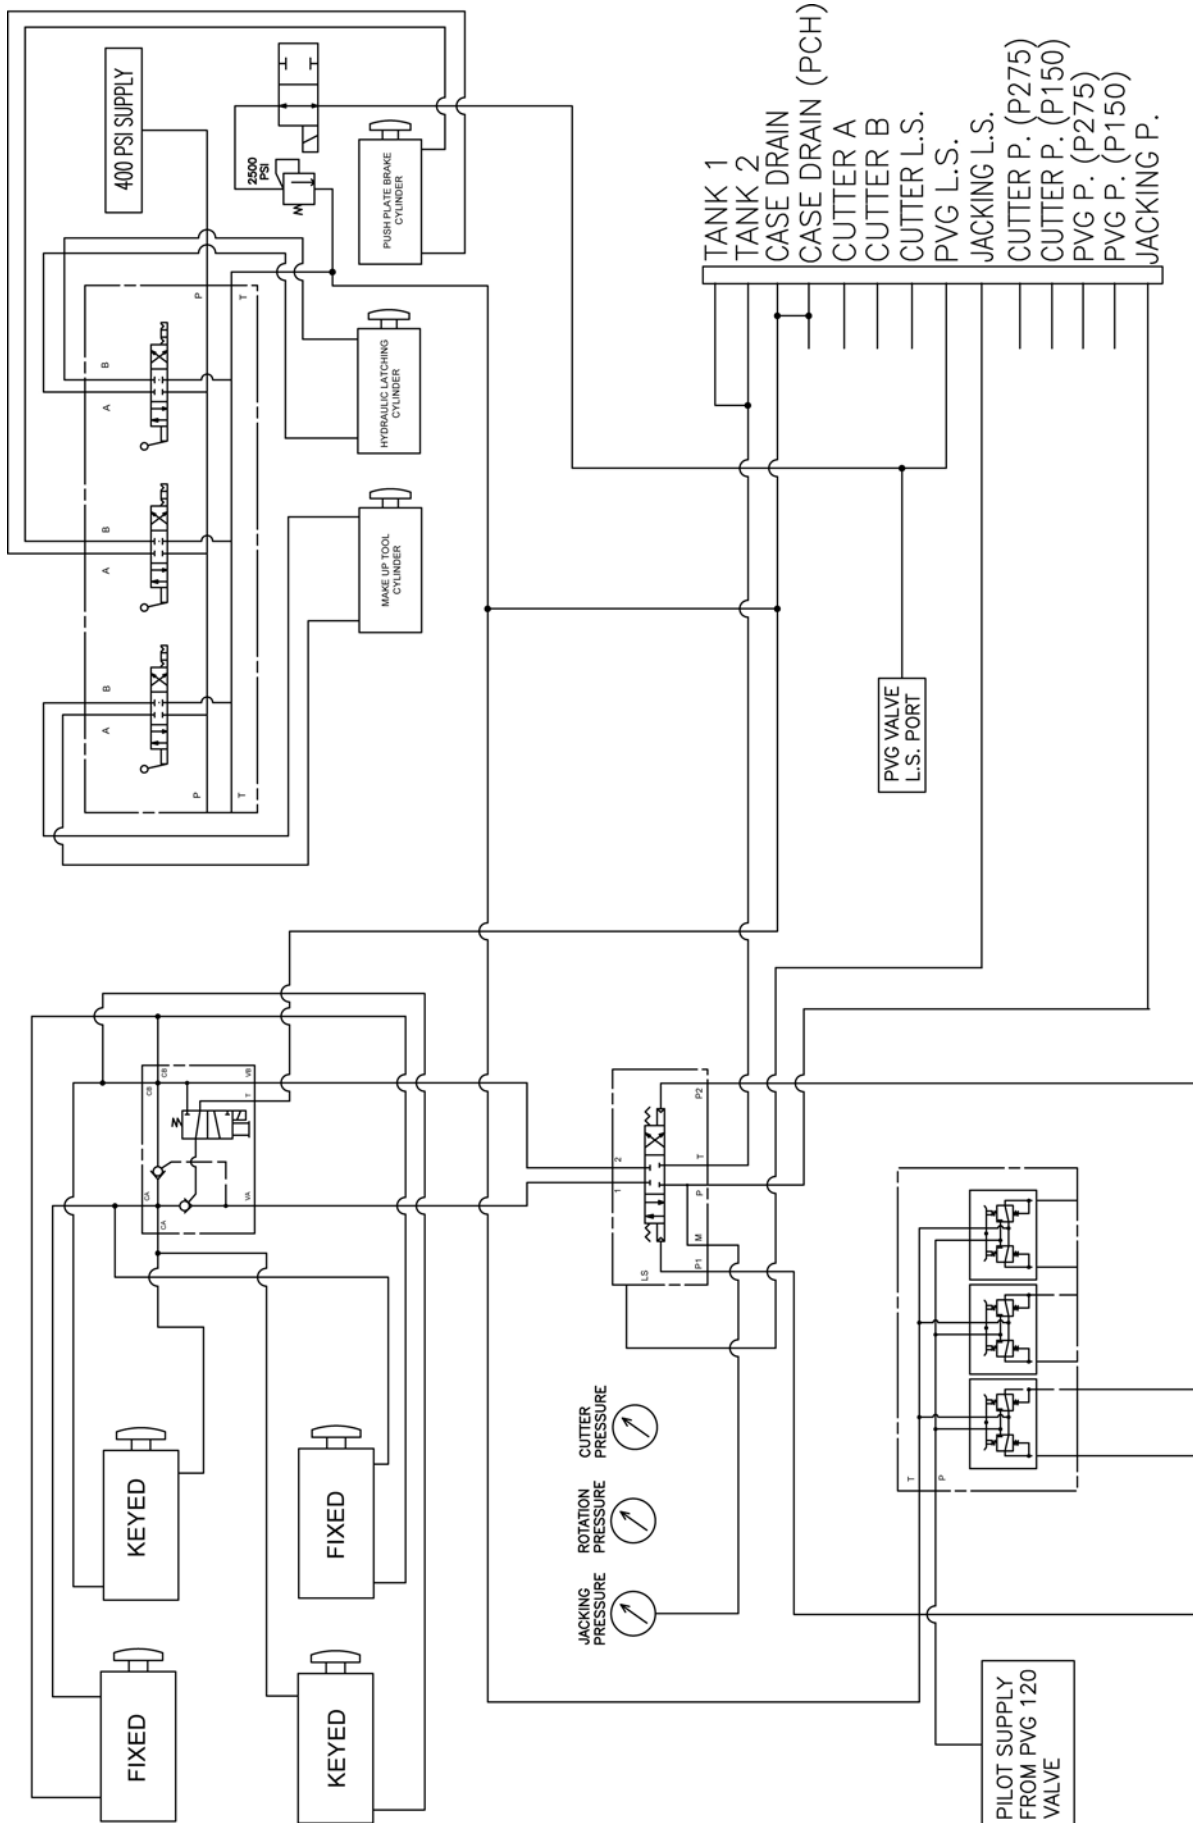 400 PSI SUPPLY
2500
PSI
PUSH PLATE BRAKE
CYLINDER
P
T
B
A
B
A
B
A
P
T
HYDRAULIC LATCHING
CYLINDER
MAKE UP TOOL
CYLINDER
TANK 1
TANK 2
CASE DRAIN
CASE DRAIN (PCH)
CUTTER A
CUTTER B
CUTTER L.S.
PVG L.S.
JACKING L.S.
CUTTER P. (P275)
CUTTER P. (P150)
PVG P. (P275)
PVG P. (P150)
JACKING P.
PVG VALVE
L.S. PORT
CB
CB
VB
T
CA
CA
VA
KEYED
FIXED
FIXED
KEYED
2
1
P2
T
P
M
P1
LS
CUTTER
PRESSURE
ROTATION
PRESSURE
JACKING
PRESSURE
T
P
PILOT SUPPLY
FROM PVG 120
VALVE